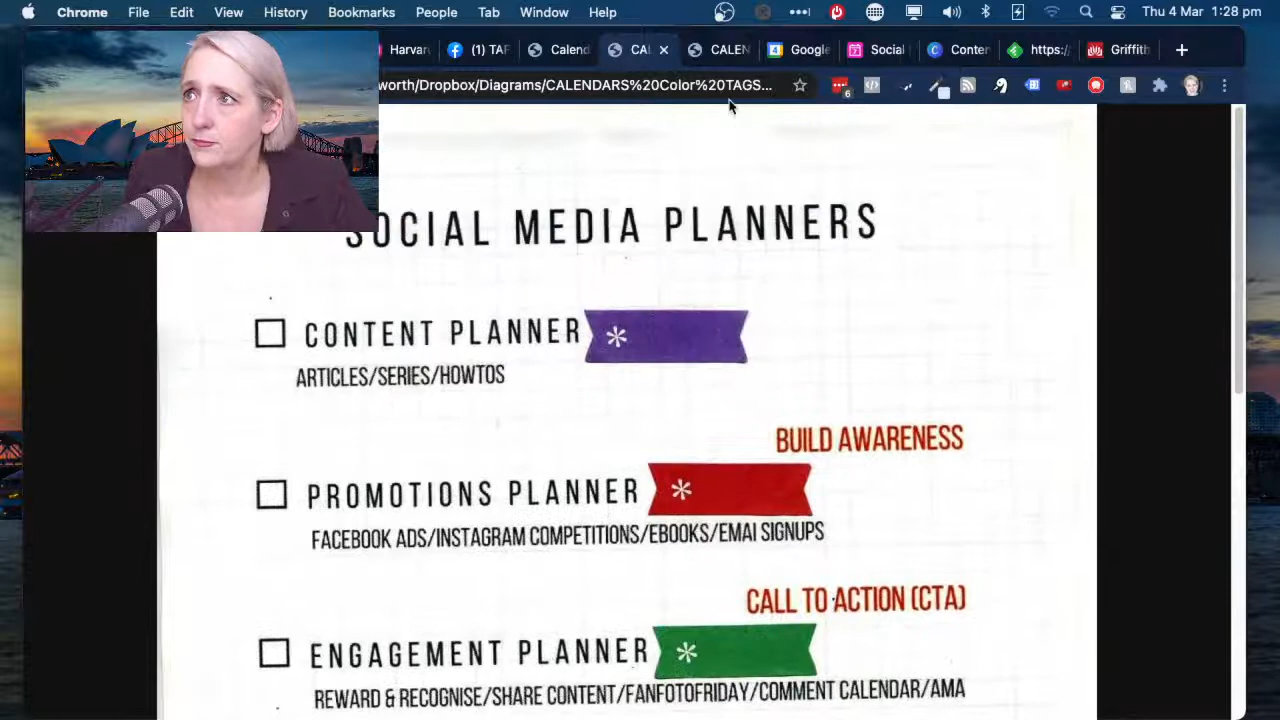 Chrome File Edit View History Bookmarks People Tab Window Help Thu 4 Mar 1:28 pm
Harvar (1) TAF Calend CAL CALEN Google Social Conten https: Griffith
worth/Dropbox/Diagrams/CALENDARS%20Color%20TAGS...
6
SOCIAL MEDIA PLANNERS
CONTENT PLANNER *
ARTICLES/SERIES/HOWTOS
BUILD AWARENESS
PROMOTIONS PLANNER *
FACEBOOK ADS/INSTAGRAM COMPETITIONS/EBOOKS/EMAI SIGNUPS
CALL TO ACTION (CTA)
ENGAGEMENT PLANNER *
REWARD & RECOGNISE/SHARE CONTENT/FANFOTOFRIDAY/COMMENT CALENDAR/AMA